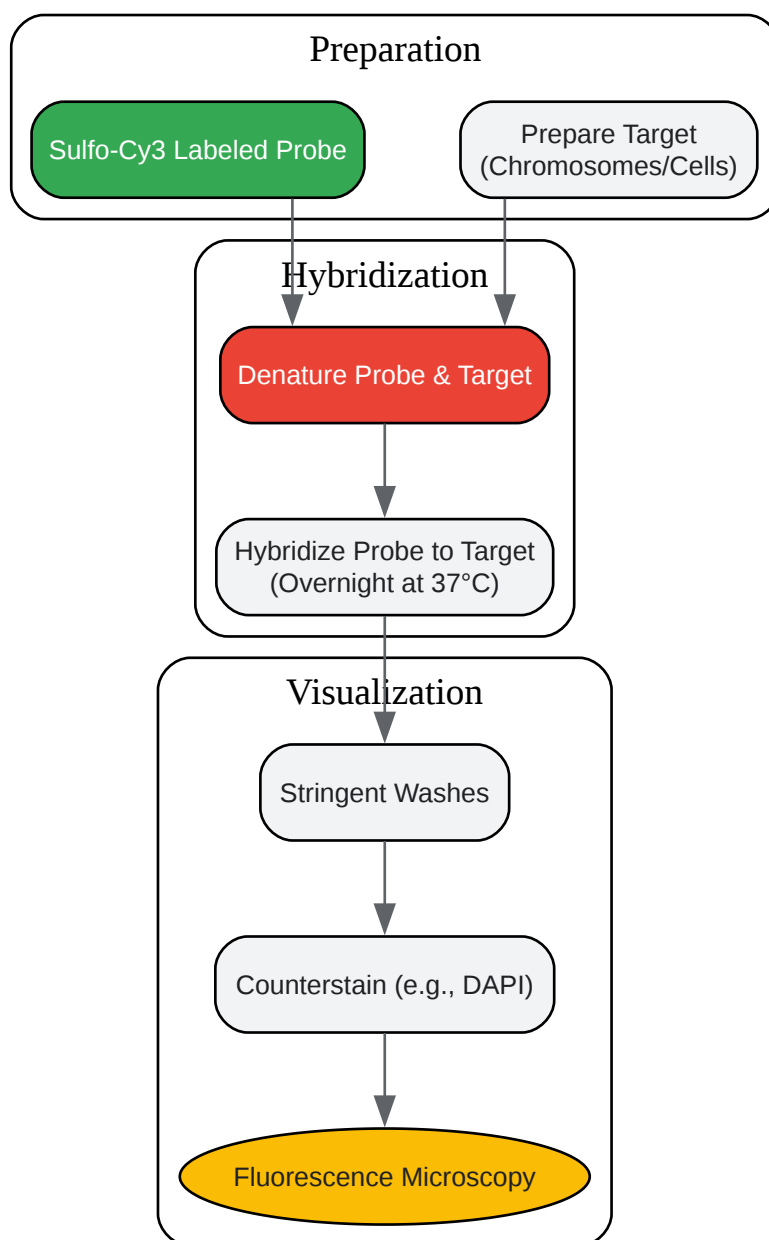 Preparation
Sulfo-Cy3 Labeled Probe
Prepare Target
(Chromosomes/Cells)
Hybridization
Denature Probe & Target
Hybridize Probe to Target
(Overnight at 37°C)
Visualization
Stringent Washes
Counterstain (e.g., DAPI)
Fluorescence Microscopy